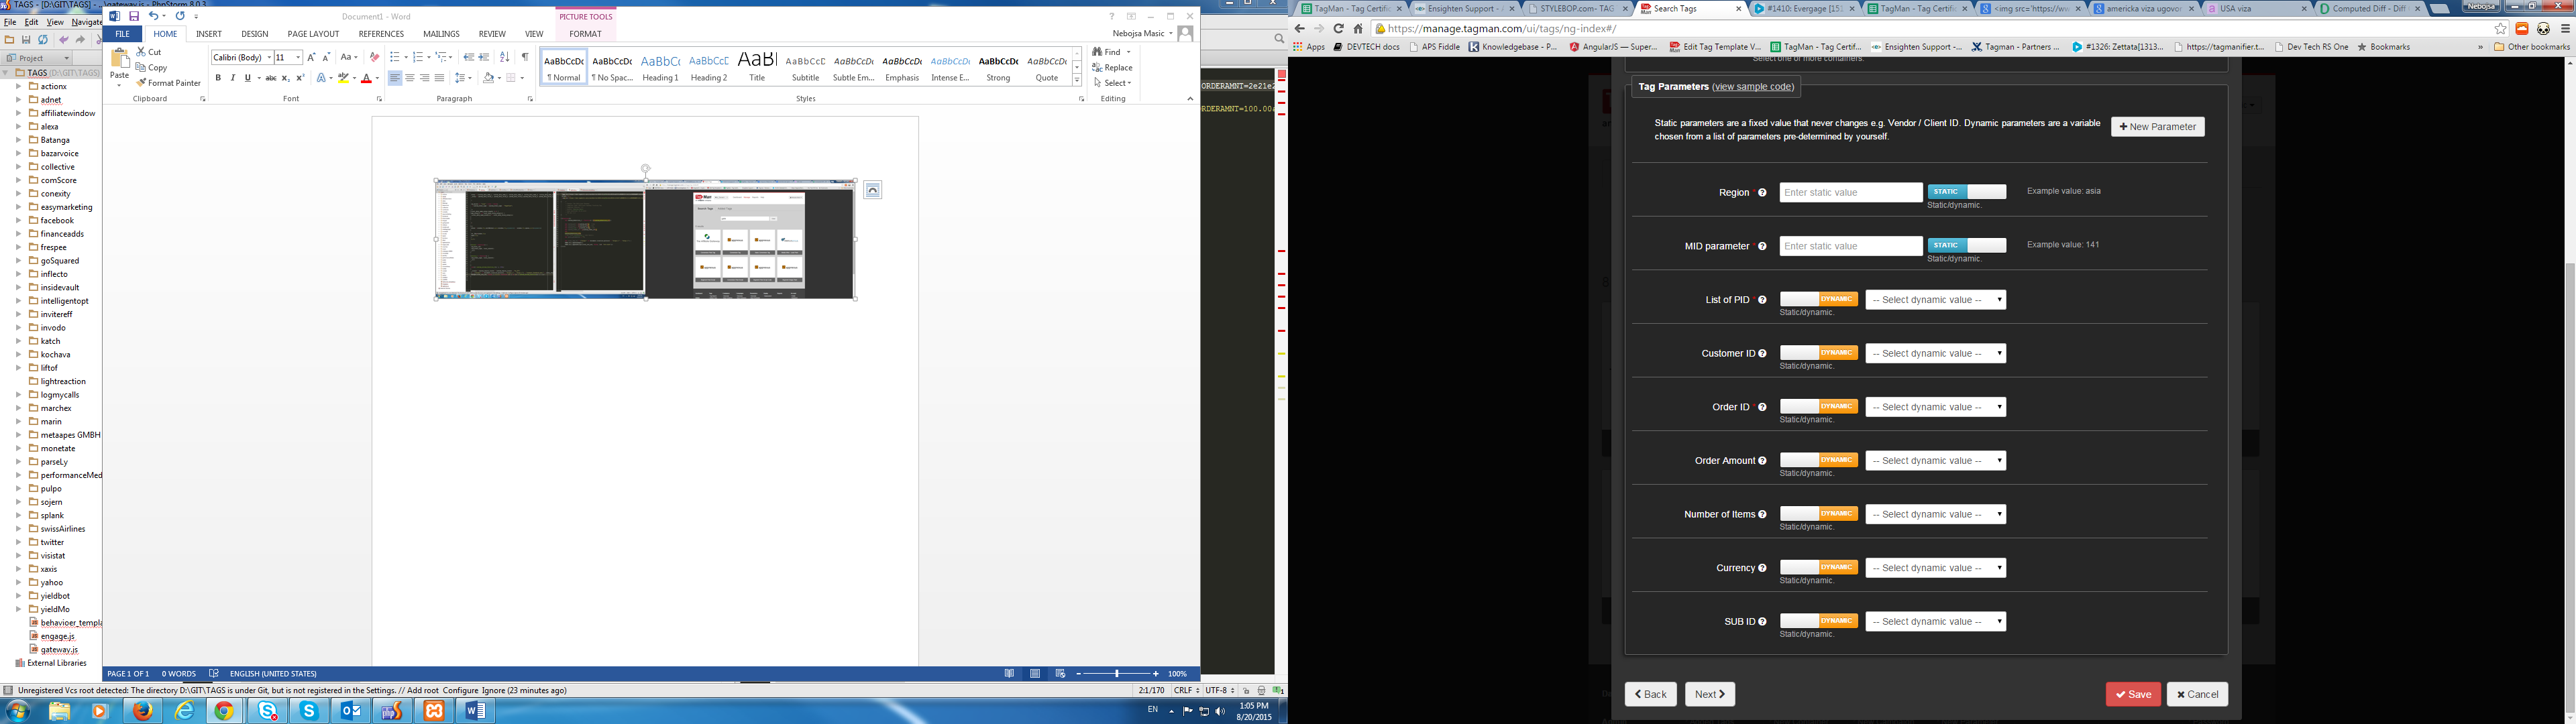 TAGS - [D:\GIT\TAGS] - ...\gateway.js - PhpStorm 8.0.3
File Edit View Navigate
Project
TAGS (D:\GIT\TAGS)
actionx
adnet
affiliatewindow
alexa
Batanga
bazarvoice
collective
comScore
conexity
easymarketing
facebook
financeadds
frespee
goSquared
inflecto
insidevault
intelligentopt
invitereff
invodo
katch
kochava
liftof
lightreaction
logmycalls
marchex
marin
metaapes GMBH
monetate
parseLy
performanceMed
pulpo
sojern
splank
swissAirlines
twitter
visistat
xaxis
yahoo
yieldbot
yieldMo
behavioer_templa
engage.js
gateway.js
External Libraries
Document1 - Word
PICTURE TOOLS
FILE HOME INSERT DESIGN PAGE LAYOUT REFERENCES MAILINGS REVIEW VIEW FORMAT
Nebojsa Masic
Paste
Cut
Copy
Format Painter
Clipboard
Calibri (Body) 11
Font
Paragraph
AaBbCcDc AaBbCcDc AaBbCc AaBbCcD AaBl AaBbCcD AaBbCcDc AaBbCcDc AaBbCcDc AaBbCcDc AaBbCcDc
¶ Normal ¶ No Spac... Heading 1 Heading 2 Title Subtitle Subtle Em... Emphasis Intense E... Strong Quote
Styles
Find
Replace
Select
Editing
ORDERAMNT=2e21e2
ORDERAMNT=100.00
PAGE 1 OF 1 0 WORDS ENGLISH (UNITED STATES) 100%
Unregistered Vcs root detected: The directory D:\GIT\TAGS is under Git, but is not registered in the Settings. // Add root Configure Ignore (23 minutes ago)
2:1/170 CRLF UTF-8
EN
1:05 PM
8/20/2015
TagMan - Tag Certific
Ensighten Support - A
STYLEBOP.com- TAG
Search Tags
#1410: Evergage [151
TagMan - Tag Certific
<img src='https://ww
americka viza ugovor
USA viza
Computed Diff - Diff
Nebojsa
https://manage.tagman.com/ui/tags/ng-index#/
Apps DEVTECH docs APS Fiddle Knowledgebase - P... AngularJS — Super... Edit Tag Template V... TagMan - Tag Certif... Ensighten Support -... Tagman - Partners ... #1326: Zettata[1313... https://tagmanifier.t... Dev Tech RS One Bookmarks » Other bookmarks
Select one or more containers.
Tag Parameters (view sample code)
Static parameters are a fixed value that never changes e.g. Vendor / Client ID. Dynamic parameters are a variable
chosen from a list of parameters pre-determined by yourself.
New Parameter
Region * Enter static value STATIC Example value: asia
Static/dynamic.
MID parameter * Enter static value STATIC Example value: 141
Static/dynamic.
List of PID * DYNAMIC -- Select dynamic value --
Static/dynamic.
Customer ID DYNAMIC -- Select dynamic value --
Static/dynamic.
Order ID * DYNAMIC -- Select dynamic value --
Static/dynamic.
Order Amount DYNAMIC -- Select dynamic value --
Static/dynamic.
Number of Items DYNAMIC -- Select dynamic value --
Static/dynamic.
Currency DYNAMIC -- Select dynamic value --
Static/dynamic.
SUB ID DYNAMIC -- Select dynamic value --
Static/dynamic.
Back
Next
Save
Cancel